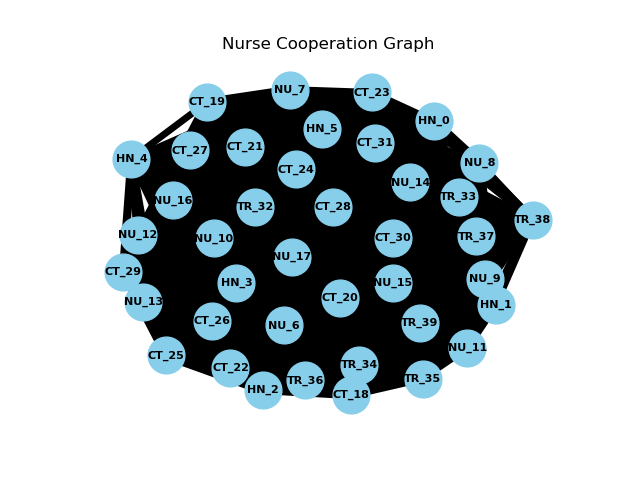 Nurse Cooperation Graph
NU_7
CT_23
CT_19
HN_0
HN_5
CT_31
CT_21
CT_27
HN_4
NU_8
CT_24
NU_14
TR_33
NU_16
TR_32
CT_28
TR_38
NU_12
NU_10
CT_30
TR_37
NU_17
CT_29
NU_9
HN_3
NU_15
CT_20
NU_13
HN_1
CT_26
NU_6
TR_39
NU_11
CT_25
TR_34
CT_22
TR_36
TR_35
HN_2
CT_18